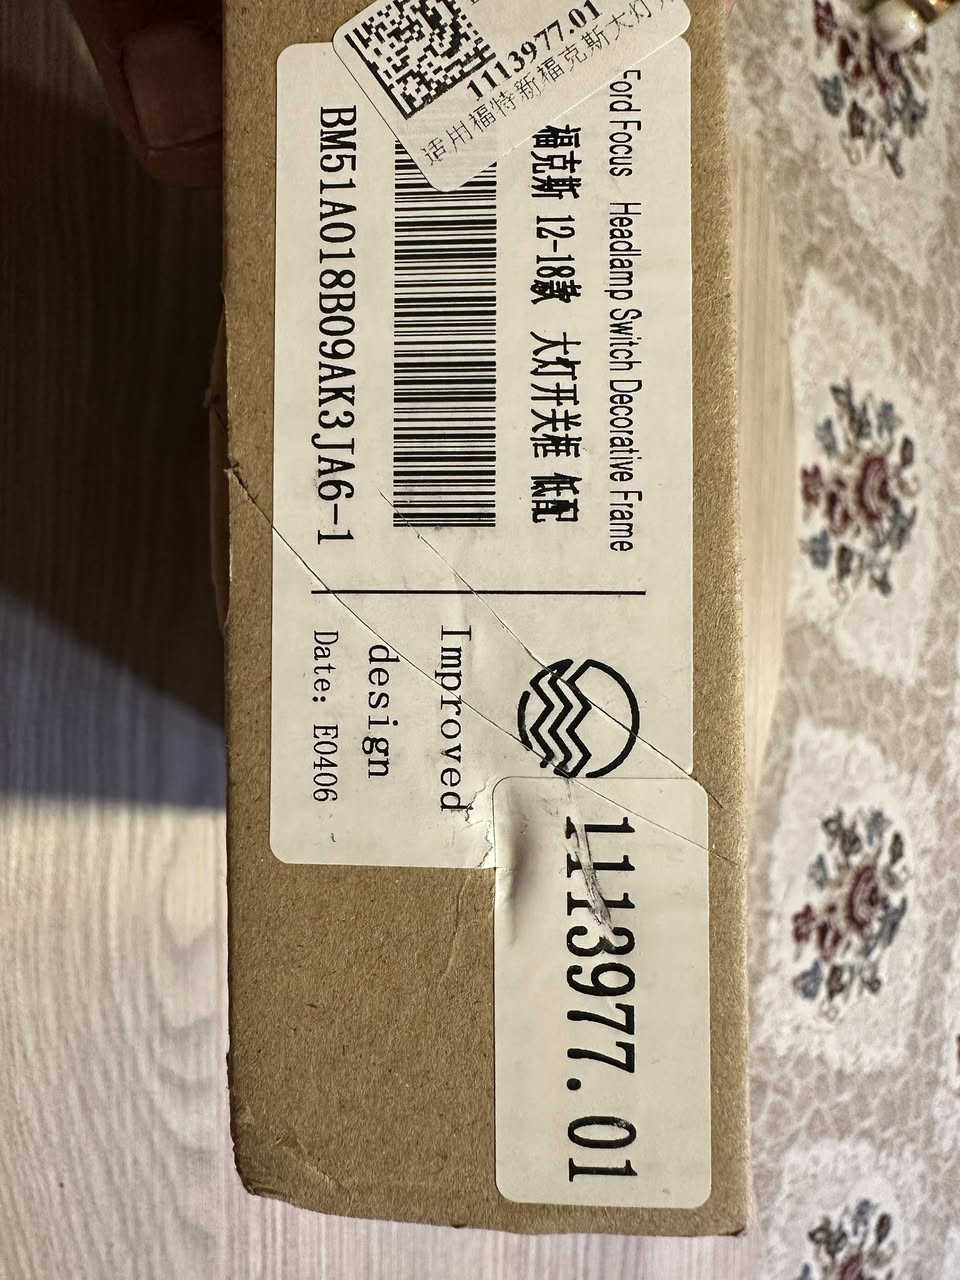 1113977.01
适用福特新福克斯大灯开
Ford Focus Headlamp Switch Decorative Frame
福克斯 12-18款 大灯开关框 低配
BM51A018B09AK3JA6-1
Improved
design
Date: E0406
1113977.01